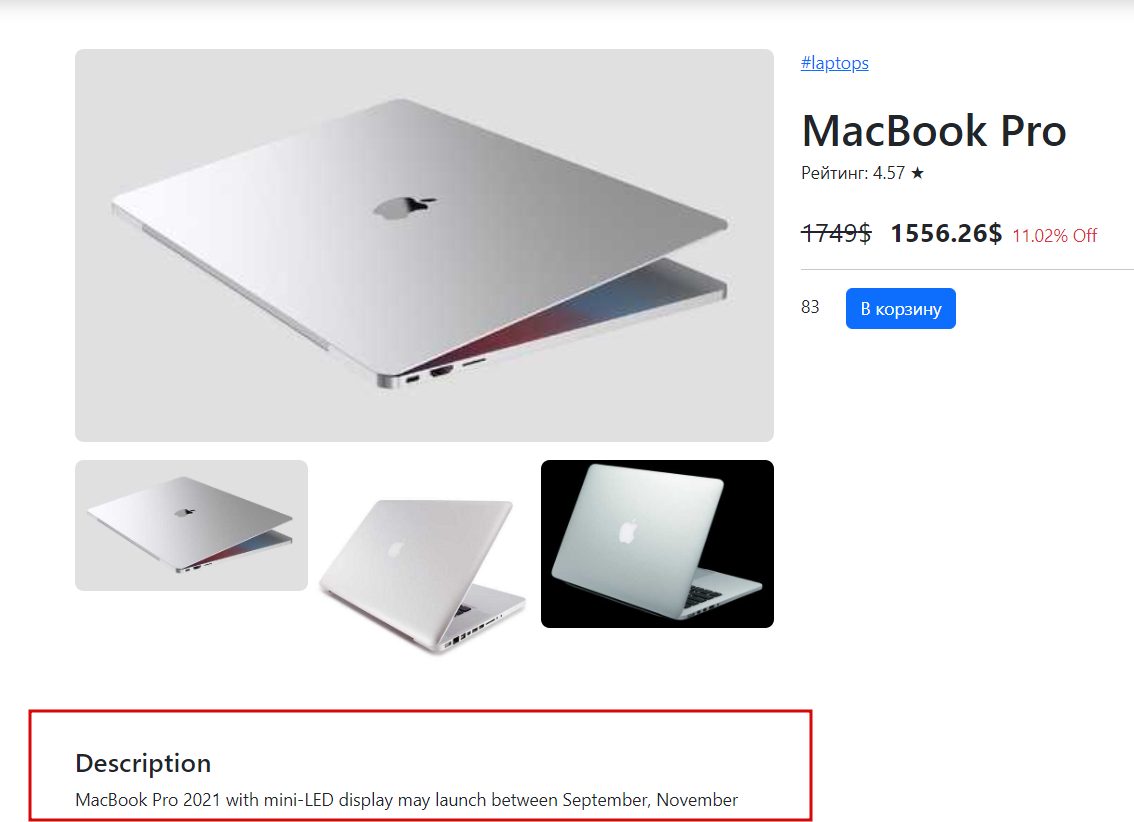 #laptops
MacBook Pro
Рейтинг: 4.57 ★
1749$ 1556.26$ 11.02% Off
83 В корзину
Description
MacBook Pro 2021 with mini-LED display may launch between September, November